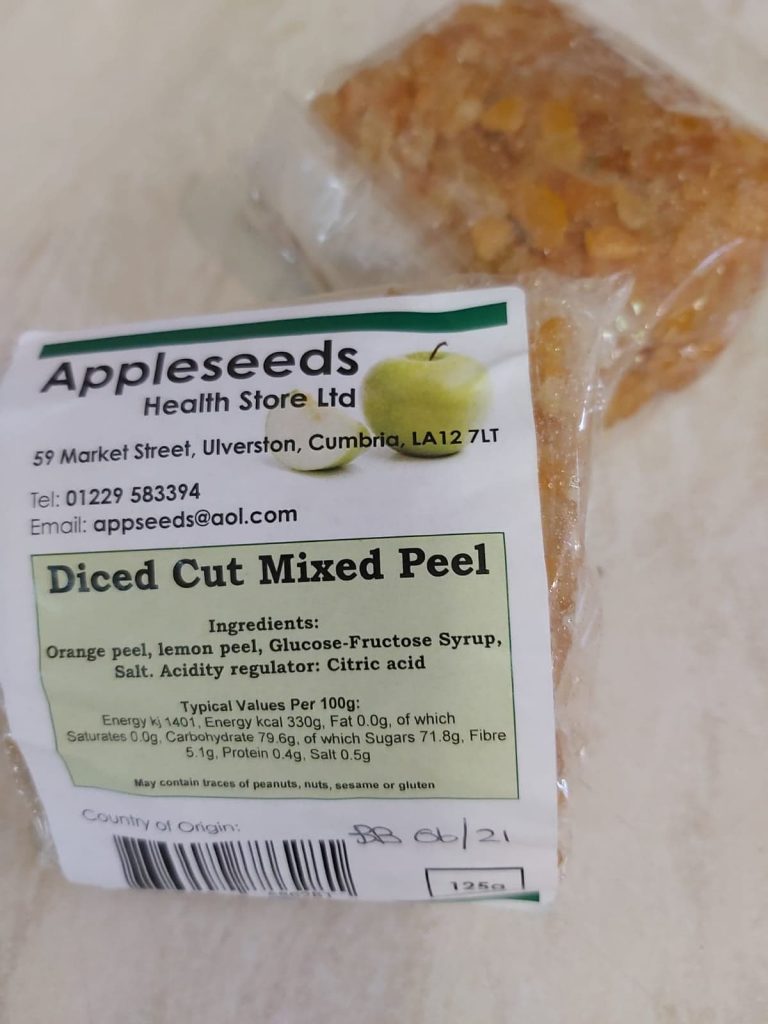 Appleseeds
Health Store Ltd
59 Market Street, Ulverston, Cumbria, LA12 7LT
Tel: 01229 583394
Email: appseeds@aol.com
Diced Cut Mixed Peel
Ingredients:
Orange peel, lemon peel, Glucose-Fructose Syrup,
Salt. Acidity regulator: Citric acid
Typical Values Per 100g:
Energy kj 1401, Energy kcal 330g, Fat 0.0g, of which
Saturates 0.0g, Carbohydrate 79.6g, of which Sugars 71.8g, Fibre
5.1g, Protein 0.4g, Salt 0.5g
May contain traces of peanuts, nuts, sesame or gluten
Country of Origin:
BB 06/21
125g